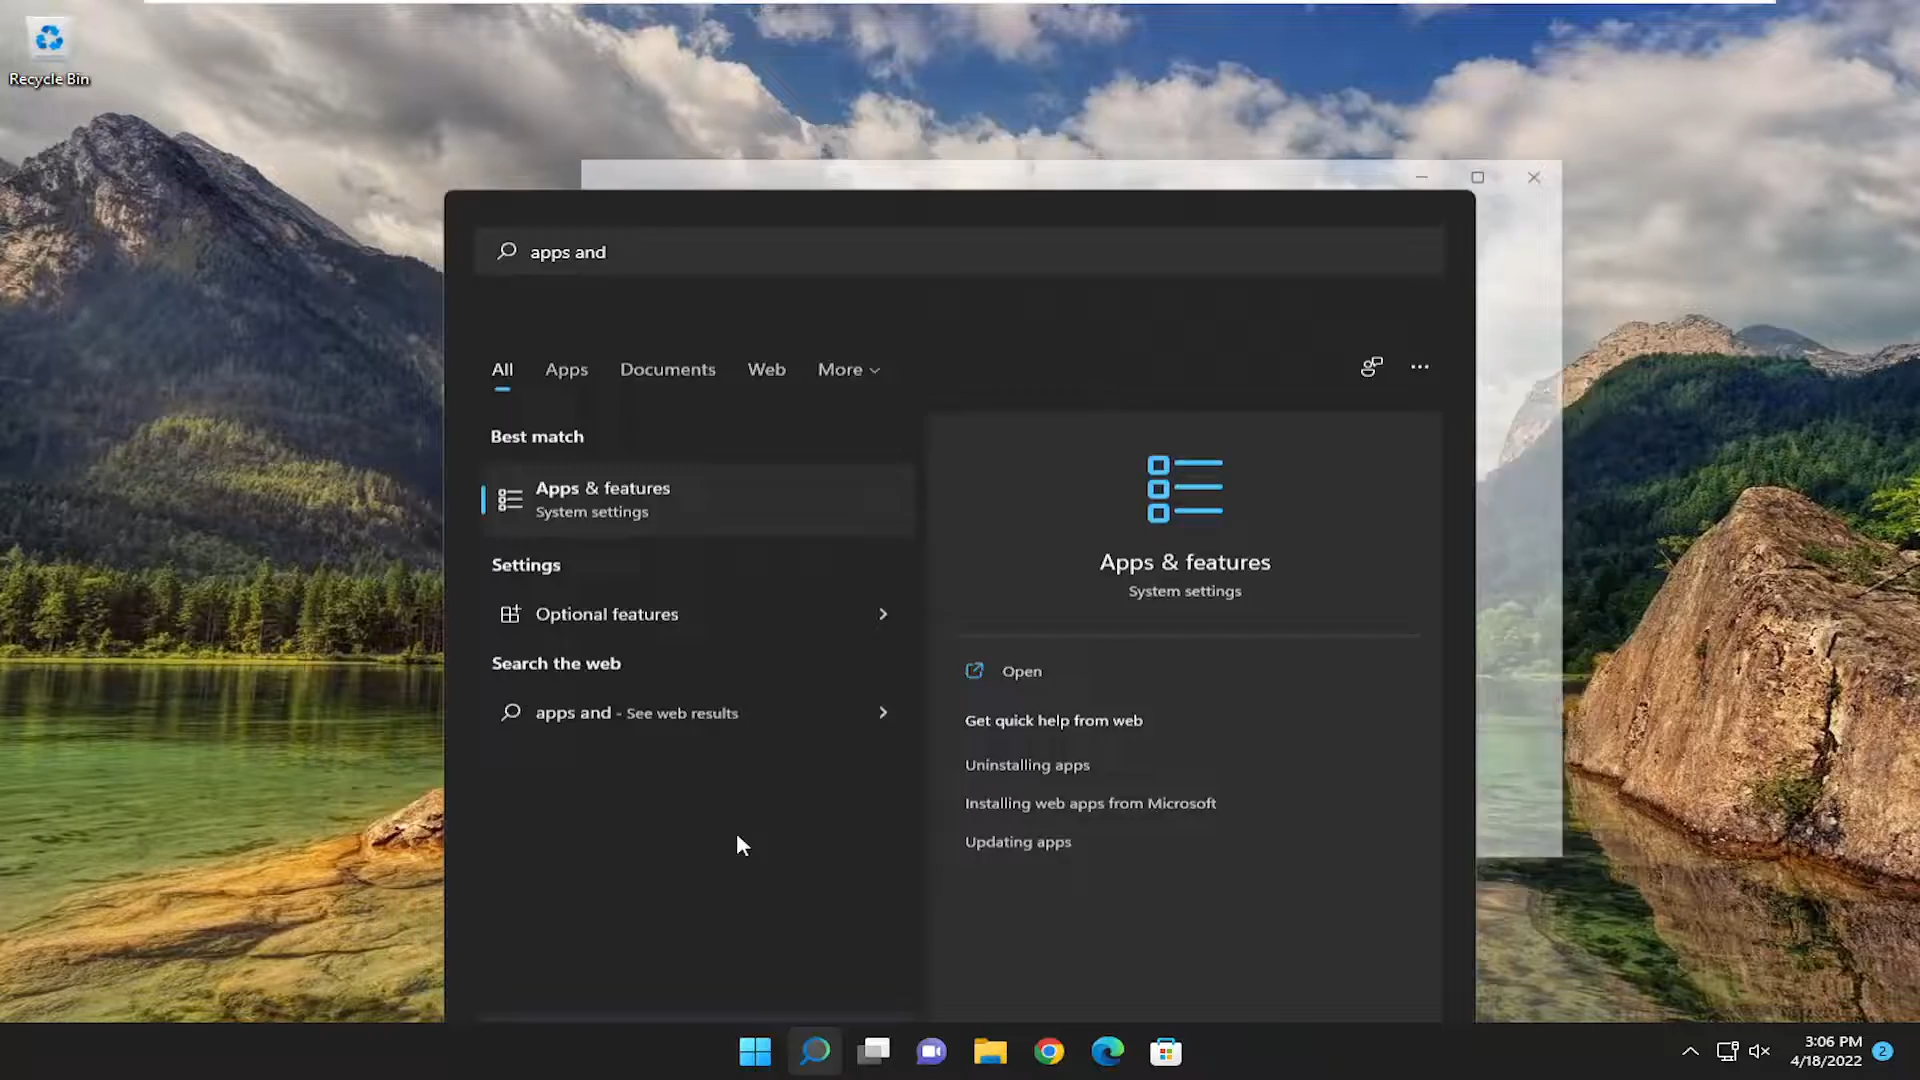 Recycle Bin
apps and
All Apps Documents Web More
Best match
Apps & features
System settings
Settings
Optional features
Search the web
apps and - See web results
Apps & features
System settings
Open
Get quick help from web
Uninstalling apps
Installing web apps from Microsoft
Updating apps
3:06 PM
4/18/2022
2